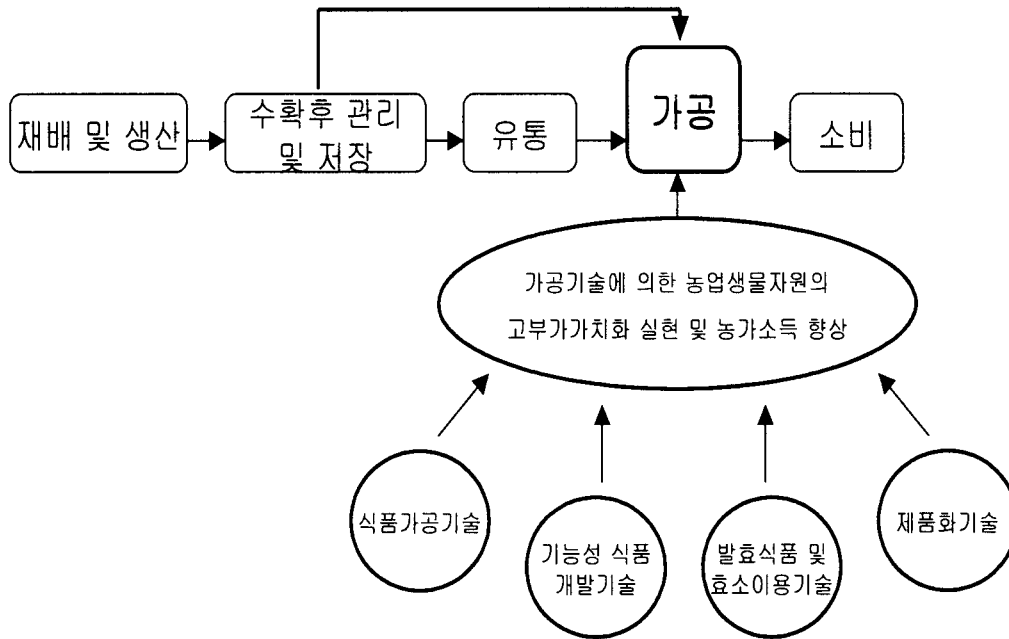 재배 및 생산
수확후 관리
및 저장
유통
가공
소비
가공기술에 의한 농업생물자원의
고부가가치화 실현 및 농가소득 향상
식품가공기술
기능성 식품
개발기술
발효식품 및
효소이용기술
제품화기술